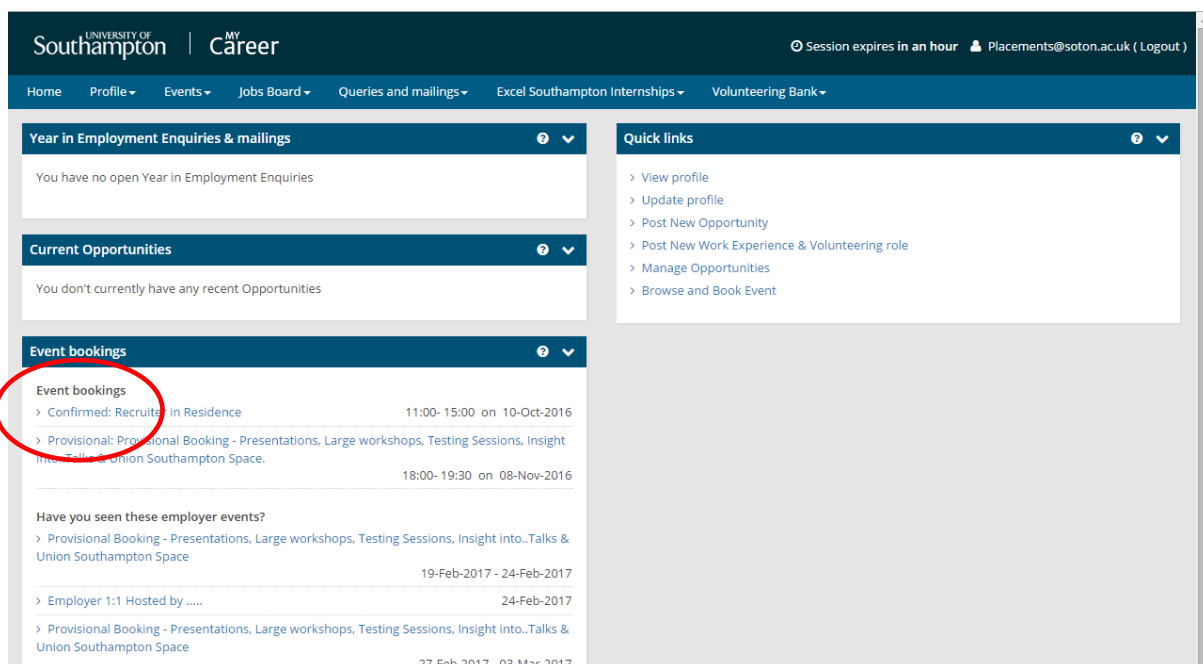 UNIVERSITY OF
Southampton | MY Career
Session expires in an hour Placements@soton.ac.uk ( Logout )
Home Profile Events Jobs Board Queries and mailings Excel Southampton Internships Volunteering Bank
Year in Employment Enquiries & mailings
You have no open Year in Employment Enquiries
Current Opportunities
You don't currently have any recent Opportunities
Event bookings
Event bookings
> Confirmed: Recruiter in Residence 11:00- 15:00 on 10-Oct-2016
> Provisional: Provisional Booking - Presentations, Large workshops, Testing Sessions, Insight
into..Talks & Union Southampton Space.
18:00- 19:30 on 08-Nov-2016
Have you seen these employer events?
> Provisional Booking - Presentations, Large workshops, Testing Sessions, Insight into..Talks &
Union Southampton Space
19-Feb-2017 - 24-Feb-2017
> Employer 1:1 Hosted by ..... 24-Feb-2017
> Provisional Booking - Presentations, Large workshops, Testing Sessions, Insight into..Talks &
Union Southampton Space
27-Feb-2017 - 03-Mar-2017
Quick links
> View profile
> Update profile
> Post New Opportunity
> Post New Work Experience & Volunteering role
> Manage Opportunities
> Browse and Book Event